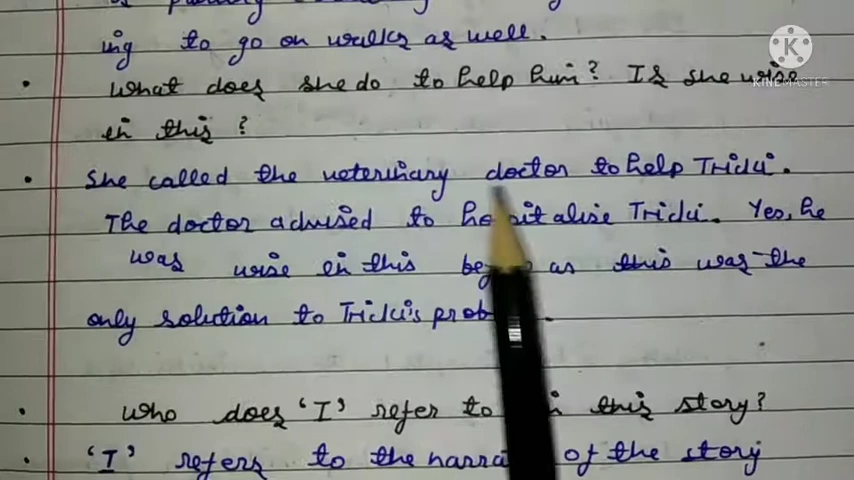 ing to go on walks as well.
K
KINEMASTER
• What does she do to help him? Is she wise
in this?
• She called the veterinary doctor to help Tricki.
The doctor advised to hospitalise Tricki. Yes, he
was wise in this as this was the
only solution to Tricki's prob .
• Who does 'I' refer to in this story?
• 'I' refers to the narra of the story